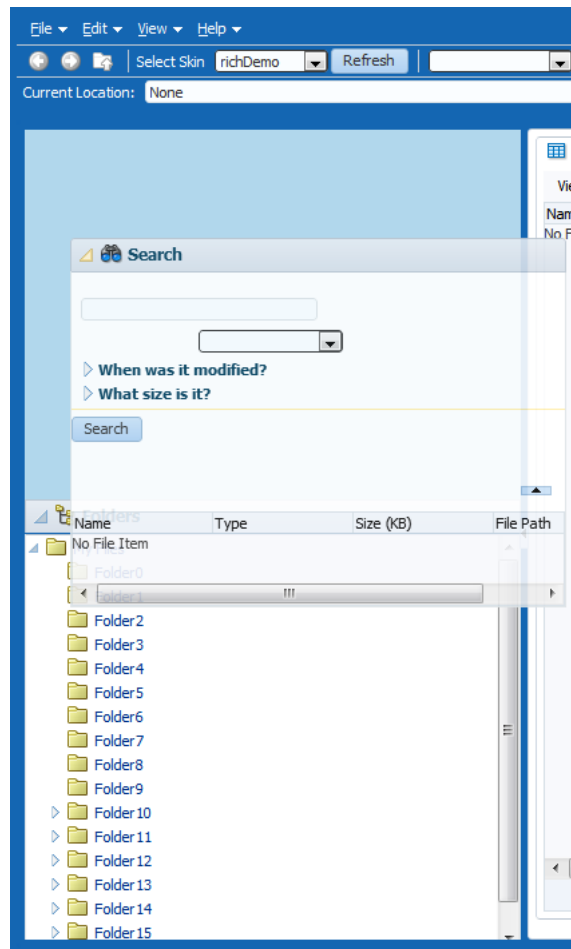 File Edit View Help
Select Skin richDemo Refresh
Current Location: None
Search
When was it modified?
What size is it?
Search
Folders
Name Type Size (KB) File Path
No File Item
Folder0
Folder1
Folder2
Folder3
Folder4
Folder5
Folder6
Folder7
Folder8
Folder9
Folder10
Folder11
Folder12
Folder13
Folder14
Folder15